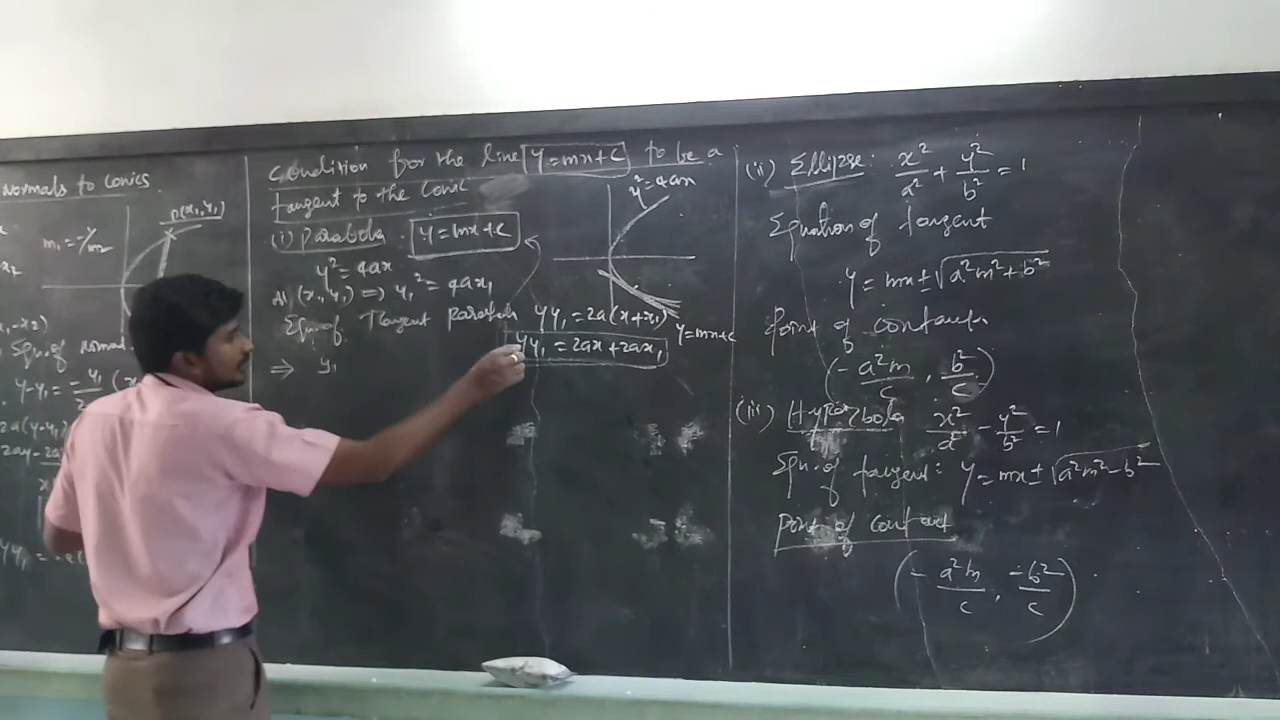 Normals to conics
P(x₁,y₁)
m₁ = -1/m₂
Eqn. of normal
y-y₁ = -y₁/2
2a(y-y₁)
Condition for the line y=mx+c to be a
tangent to the conic
(i) Parabola y=mx+c
y²=4ax
y²=4ax
At (x₁,y₁) ⇒ y₁²=4ax₁
Eqn. of Tangent parabola yy₁=2a(x+x₁)
yy₁=2ax+2ax₁
y=mx+c
⇒ y₁
(ii) Ellipse: x²/a² + y²/b² = 1
Equation of tangent
y=mx±√(a²m²+b²)
Point of contact
(-a²m/c, b²/c)
(iii) Hyperbola x²/a² - y²/b² = 1
Eqn. of tangent: y=mx±√(a²m²-b²)
Point of contact
(-a²m/c, -b²/c)